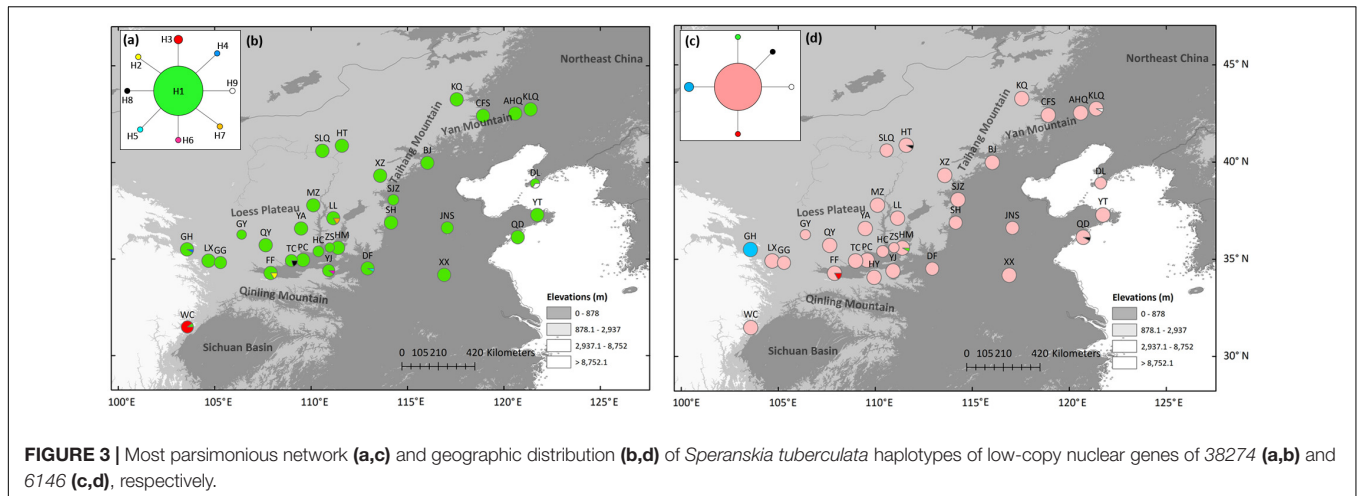 (a)
H3
H4
H2
H1
H9
H8
H5
H6
H7
(b)
Northeast China
KQ
CFS
AHQ
KLQ
Yan Mountain
Taihang Mountain
SLQ
HT
XZ
BJ
DL
SJZ
MZ
LL
Loess Plateau
YT
SH
JNS
QD
GY
YA
QY
HC
ZS
HM
GH
LX
GG
TC
PC
FF
YJ
DF
XX
Qinling Mountain
WC
Sichuan Basin
Elevations (m)
0 - 878
878.1 - 2,937
2,937.1 - 8,752
> 8,752.1
0 105 210 420 Kilometers
100°E
105°E
110°E
115°E
120°E
125°E
(c)
(d)
Northeast China
45° N
KQ
CFS
AHQ
KLQ
Yan Mountain
Taihang Mountain
SLQ
HT
XZ
BJ
40° N
DL
SJZ
MZ
LL
Loess Plateau
YT
SH
JNS
QD
GY
YA
QY
HC
ZS
HM
GH
LX
GG
TC
PC
35° N
FF
HY
YJ
DF
XX
Qinling Mountain
WC
Sichuan Basin
Elevations (m)
0 - 878
878.1 - 2,937
2,937.1 - 8,752
> 8,752.1
0 105 210 420 Kilometers
30° N
100°E
105°E
110°E
115°E
120°E
125°E
FIGURE 3 | Most parsimonious network (a,c) and geographic distribution (b,d) of Speranskia tuberculata haplotypes of low-copy nuclear genes of 38274 (a,b) and
6146 (c,d), respectively.